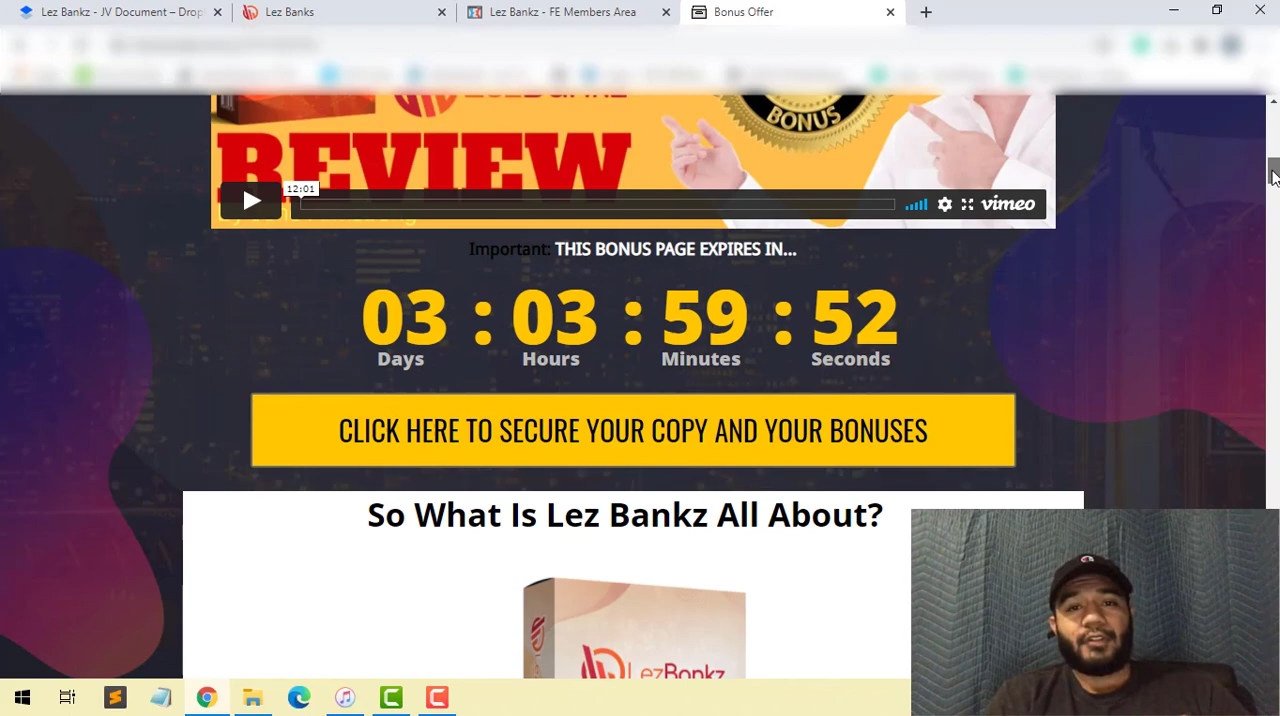 Lez Bankz - JV Document – Drop
Lez Banks
Lez Bankz - FE Members Area
Bonus Offer
LezBankz
BONUS
REVIEW
12:01
vimeo
Important: THIS BONUS PAGE EXPIRES IN...
03 : 03 : 59 : 52
Days Hours Minutes Seconds
CLICK HERE TO SECURE YOUR COPY AND YOUR BONUSES
So What Is Lez Bankz All About?
LezBankz